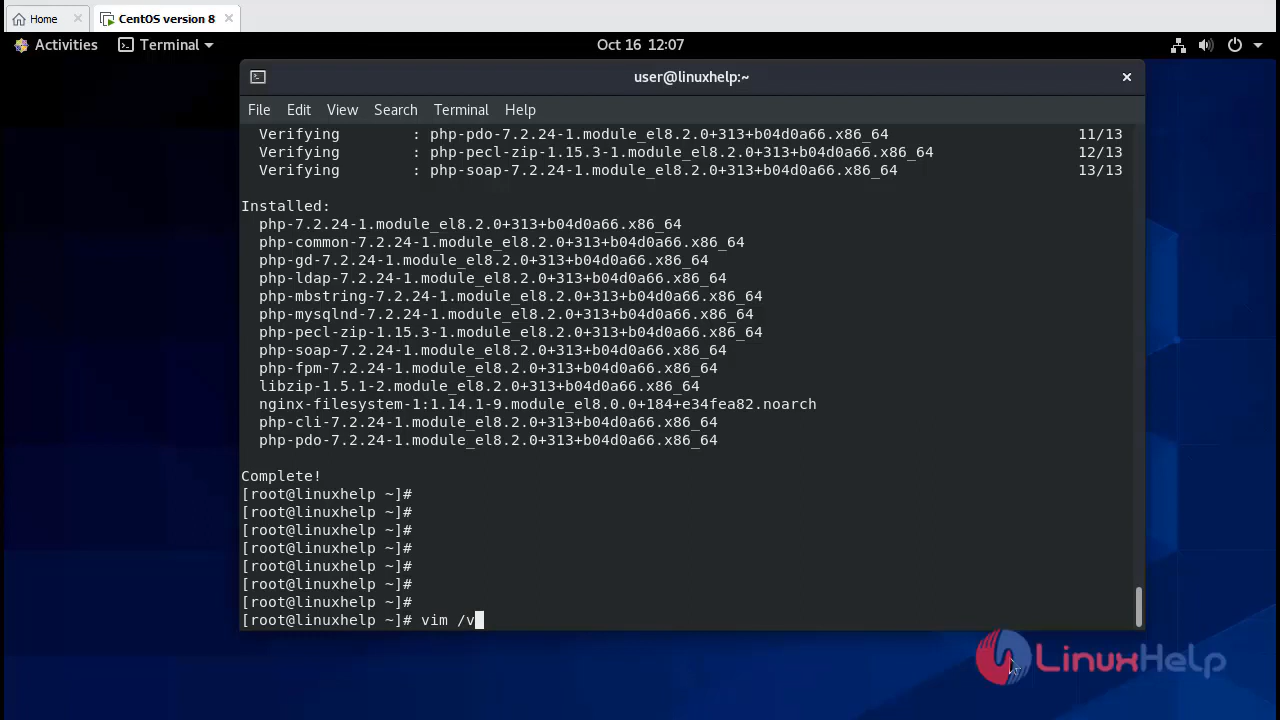 Home
CentOS version 8
Activities
Terminal
Oct 16 12:07
user@linuxhelp:~
File Edit View Search Terminal Help
Verifying : php-pdo-7.2.24-1.module_el8.2.0+313+b04d0a66.x86_64 11/13
Verifying : php-pecl-zip-1.15.3-1.module_el8.2.0+313+b04d0a66.x86_64 12/13
Verifying : php-soap-7.2.24-1.module_el8.2.0+313+b04d0a66.x86_64 13/13
Installed:
php-7.2.24-1.module_el8.2.0+313+b04d0a66.x86_64
php-common-7.2.24-1.module_el8.2.0+313+b04d0a66.x86_64
php-gd-7.2.24-1.module_el8.2.0+313+b04d0a66.x86_64
php-ldap-7.2.24-1.module_el8.2.0+313+b04d0a66.x86_64
php-mbstring-7.2.24-1.module_el8.2.0+313+b04d0a66.x86_64
php-mysqlnd-7.2.24-1.module_el8.2.0+313+b04d0a66.x86_64
php-pecl-zip-1.15.3-1.module_el8.2.0+313+b04d0a66.x86_64
php-soap-7.2.24-1.module_el8.2.0+313+b04d0a66.x86_64
php-fpm-7.2.24-1.module_el8.2.0+313+b04d0a66.x86_64
libzip-1.5.1-2.module_el8.2.0+313+b04d0a66.x86_64
nginx-filesystem-1:1.14.1-9.module_el8.0.0+184+e34fea82.noarch
php-cli-7.2.24-1.module_el8.2.0+313+b04d0a66.x86_64
php-pdo-7.2.24-1.module_el8.2.0+313+b04d0a66.x86_64
Complete!
[root@linuxhelp ~]#
[root@linuxhelp ~]#
[root@linuxhelp ~]#
[root@linuxhelp ~]#
[root@linuxhelp ~]#
[root@linuxhelp ~]#
[root@linuxhelp ~]#
[root@linuxhelp ~]# vim /v
LinuxHelp